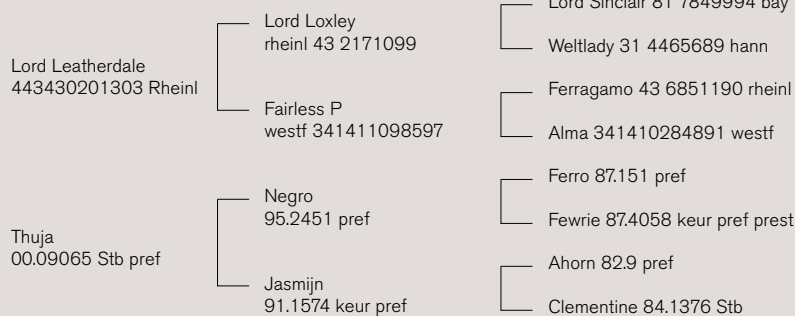 Lord Leatherdale
443430201303 Rheinl
Thuja
00.09065 Stb pref
Lord Loxley
rheinl 43 2171099
Fairless P
westf 341411098597
Negro
95.2451 pref
Jasmijn
91.1574 keur pref
Lord Sinclair 81 7849994 bay
Weltlady 31 4465689 hann
Ferragamo 43 6851190 rheinl
Alma 341410284891 westf
Ferro 87.151 pref
Fewrie 87.4058 keur pref prest
Ahorn 82.9 pref
Clementine 84.1376 Stb